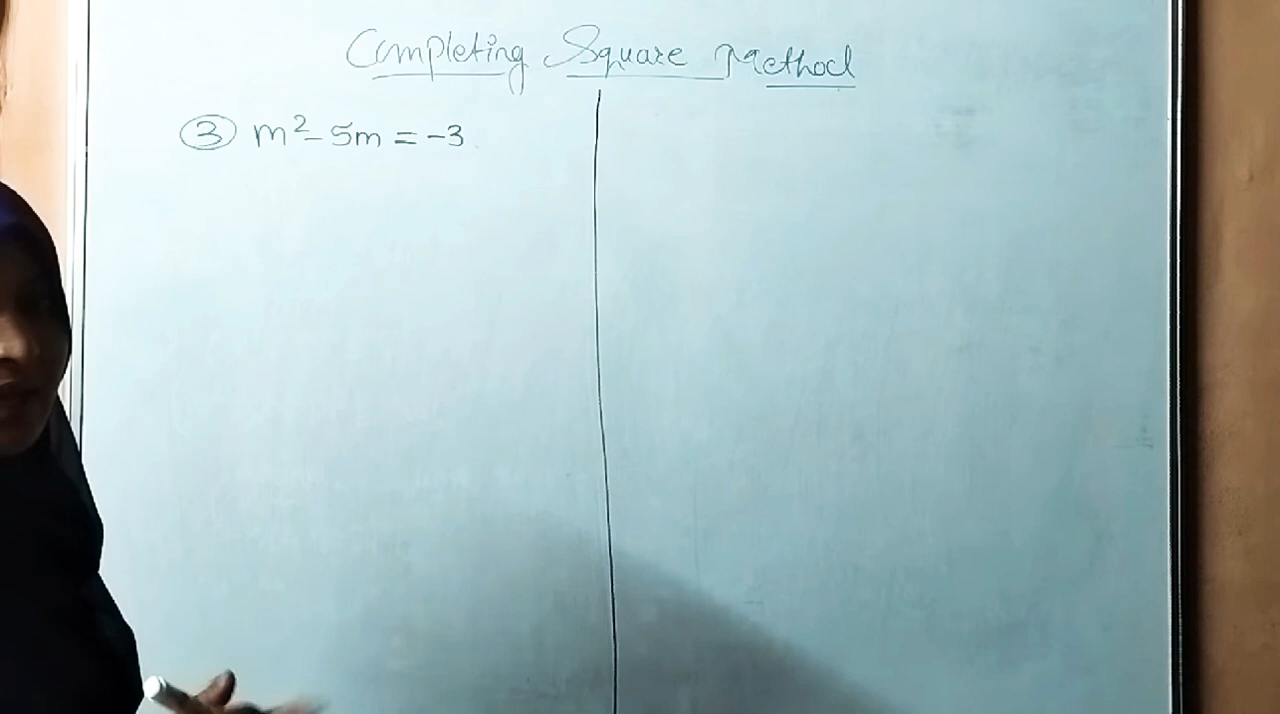 Completing Square Method
③ m² - 5m = -3